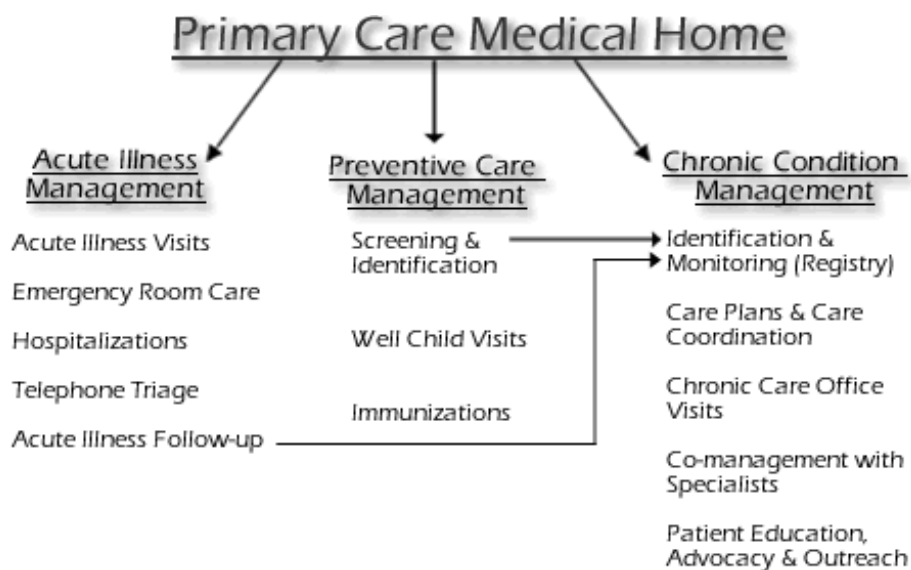 Primary Care Medical Home
Acute Illness
Management
Acute Illness Visits
Emergency Room Care
Hospitalizations
Telephone Triage
Acute Illness Follow-up
Preventive Care
Management
Screening &
Identification
Well Child Visits
Immunizations
Chronic Condition
Management
Identification &
Monitoring (Registry)
Care Plans & Care
Coordination
Chronic Care Office
Visits
Co-management with
Specialists
Patient Education,
Advocacy & Outreach